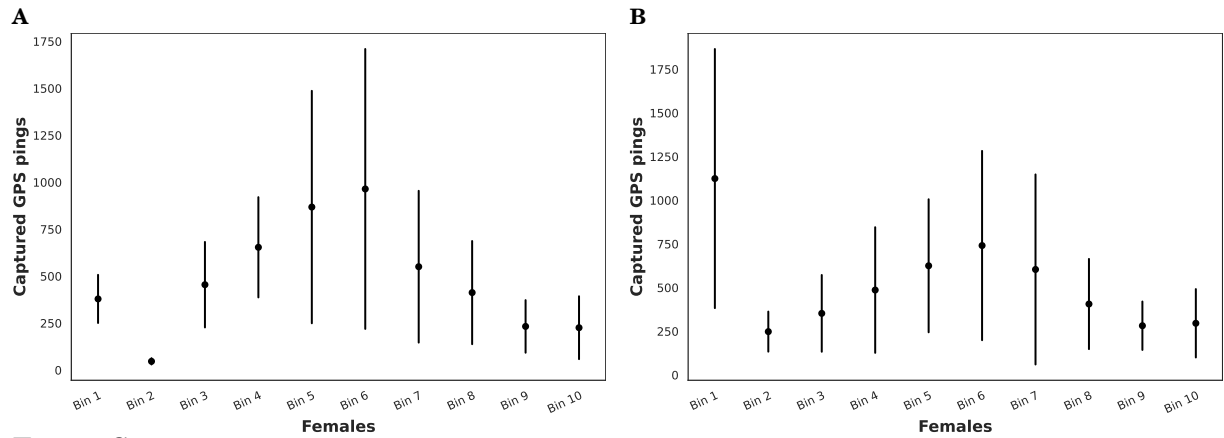 A
B
Captured GPS pings
1750
1500
1250
1000
750
500
250
0
Bin 1
Bin 2
Bin 3
Bin 4
Bin 5
Bin 6
Bin 7
Bin 8
Bin 9
Bin 10
Females
Captured GPS pings
1750
1500
1250
1000
750
500
250
0
Bin 1
Bin 2
Bin 3
Bin 4
Bin 5
Bin 6
Bin 7
Bin 8
Bin 9
Bin 10
Females